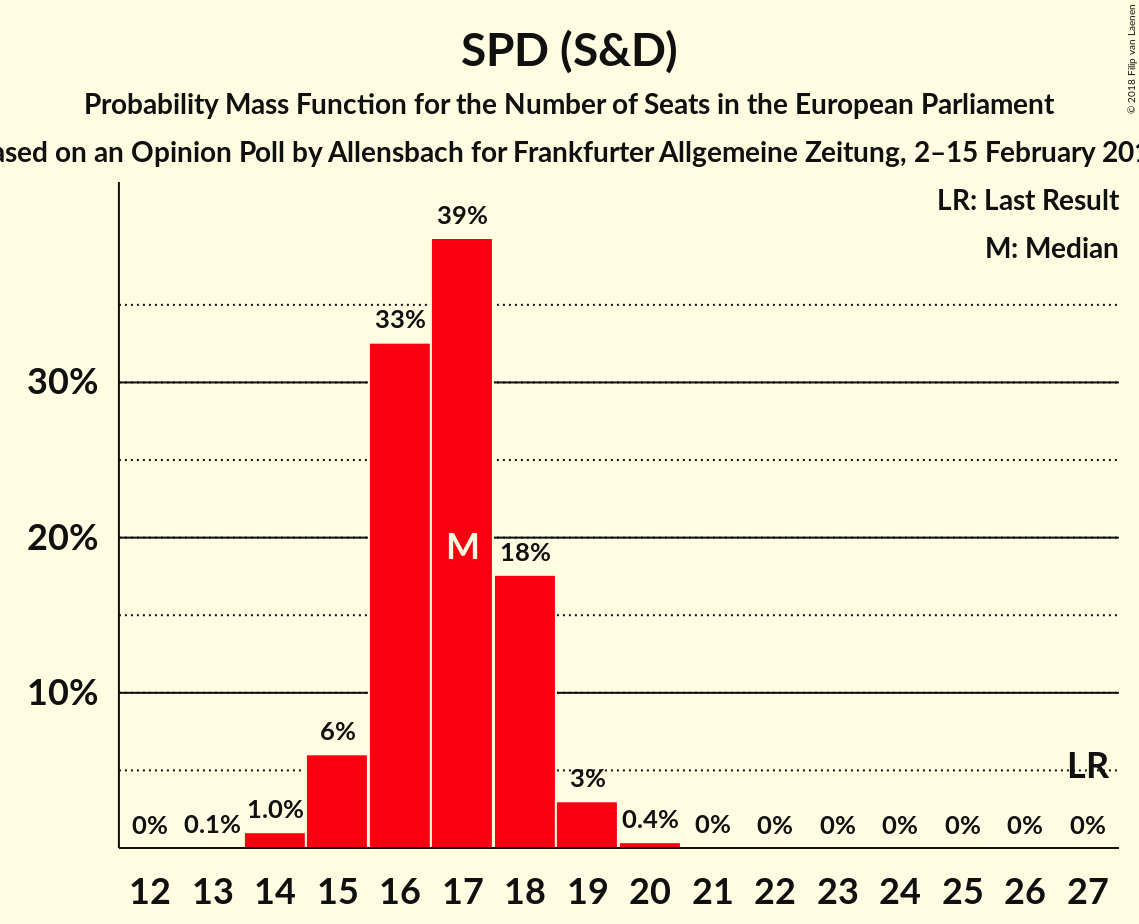 SPD (S&D)
Probability Mass Function for the Number of Seats in the European Parliament
on an Opinion Poll by Allensbach for Frankfurter Allgemeine Zeitung, 2–15 February
© 2018 Filip van Laenen
LR: Last Result
M: Median
39%
33%
30%
M
20%
18%
10%
6%
LR
3%
1.0%
0.4%
0% 0.1% 0% 0% 0% 0% 0% 0% 0%
12 13 14 15 16 17 18 19 20 21 22 23 24 25 26 27